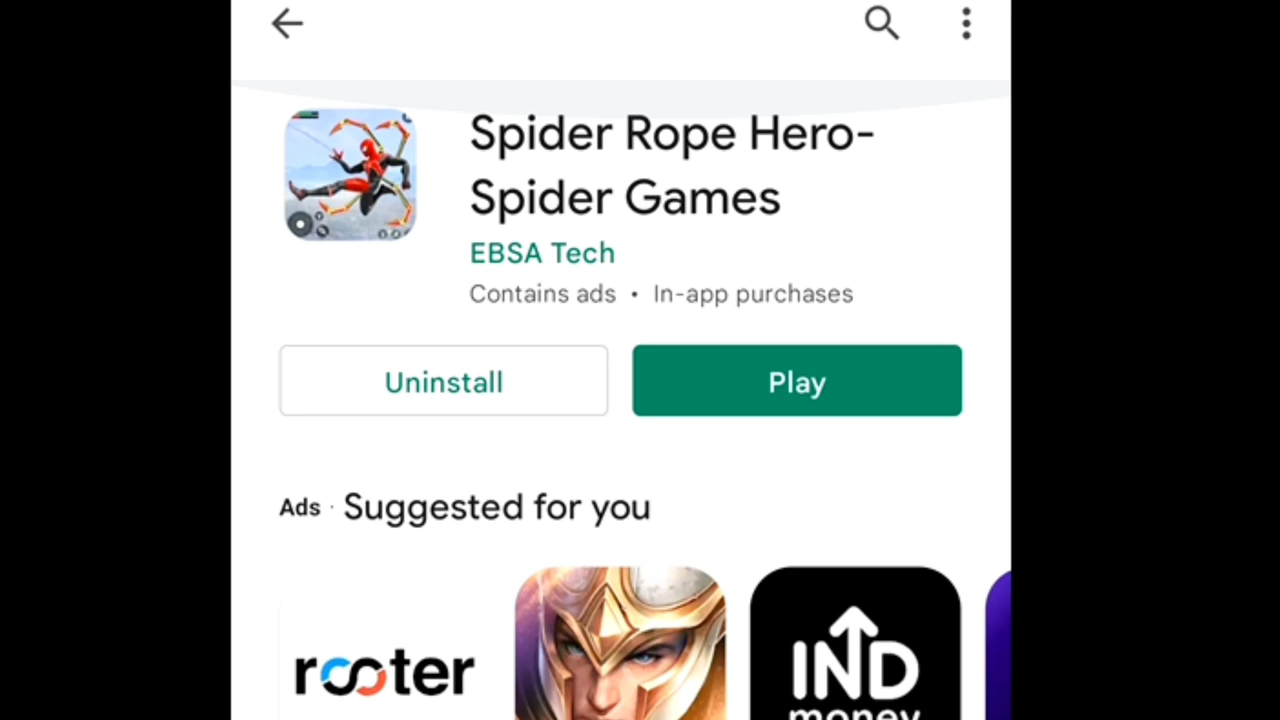 Spider Rope Hero-
Spider Games
EBSA Tech
Contains ads • In-app purchases
Uninstall
Play
Ads · Suggested for you
rooter
IND
money